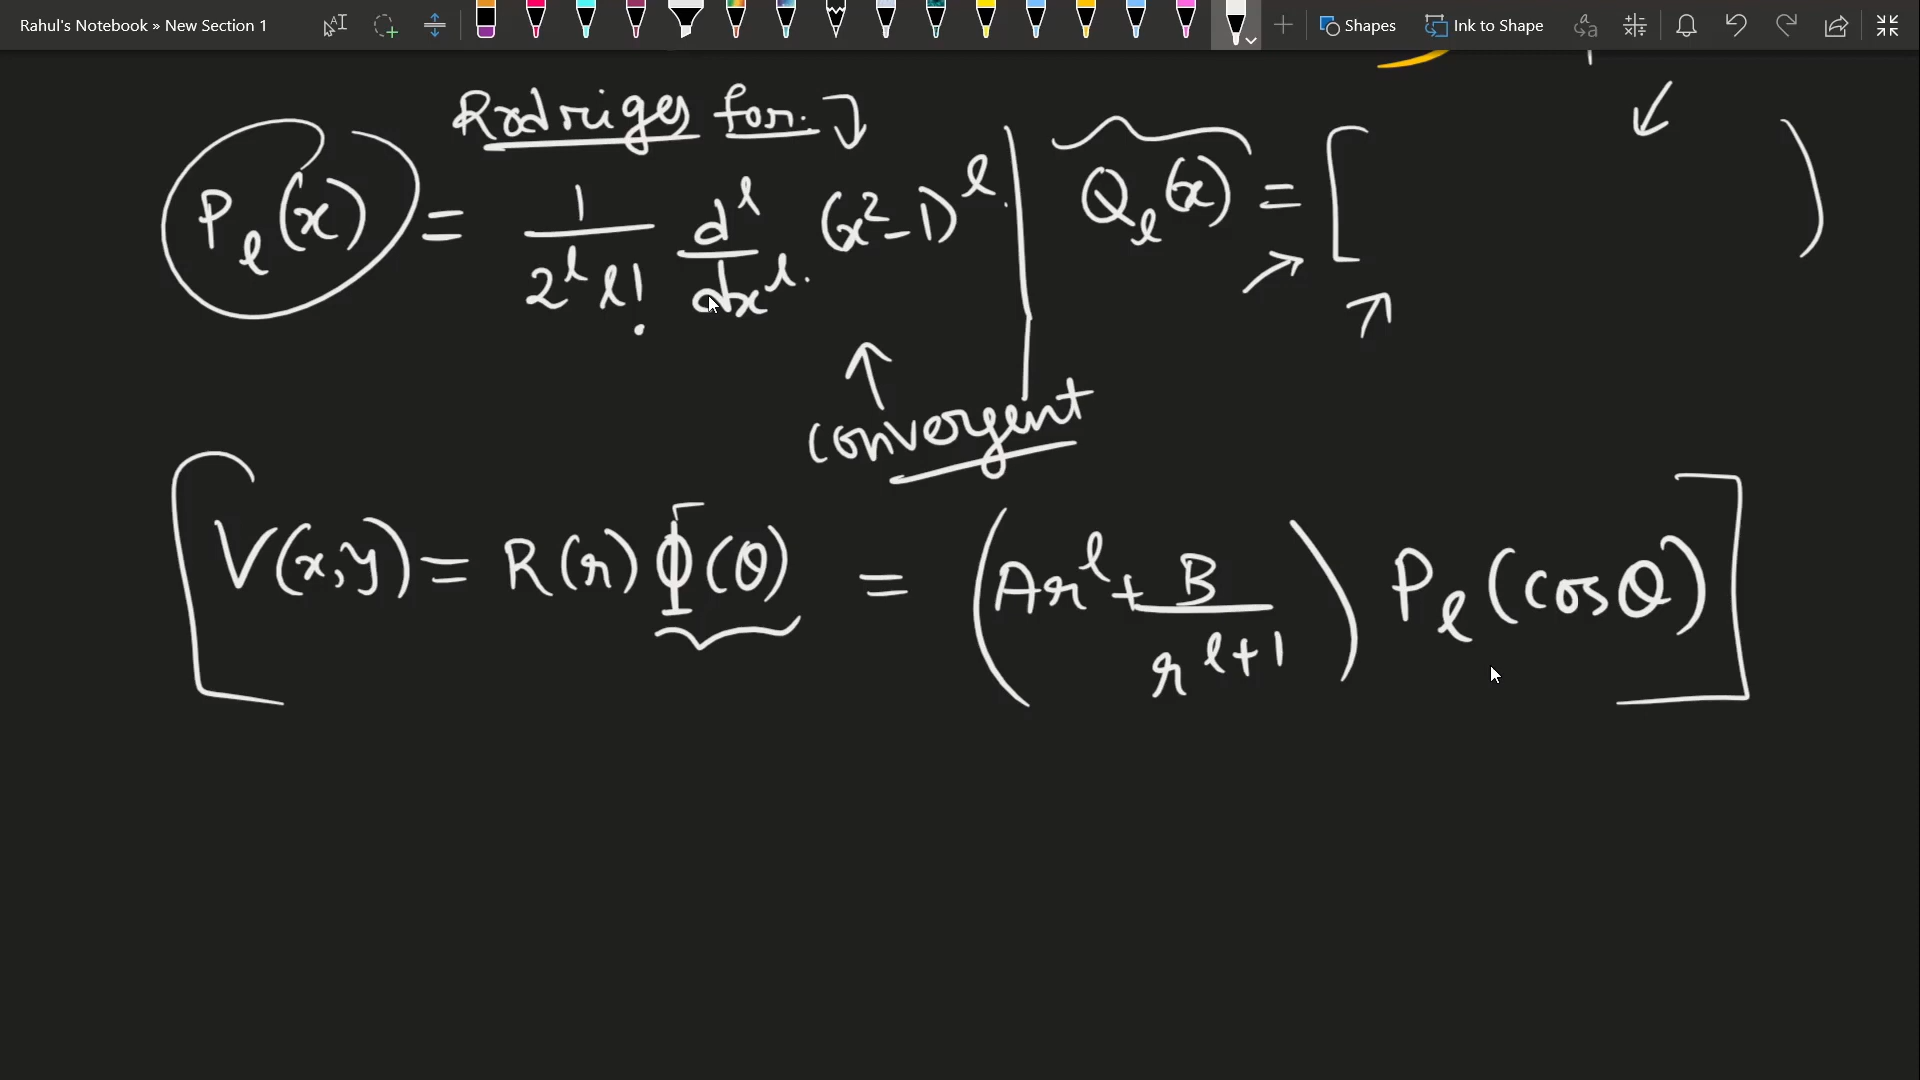 Rahul's Notebook » New Section 1
Shapes
Ink to Shape
Rodriges for.
Pℓ(x) = 1/(2^ℓ ℓ!) d^ℓ/dx^ℓ. (x²-1)^ℓ.
Qℓ(x) = [ )
convergent
[V(x,y) = R(r) Φ(θ) = (Ar^ℓ + B/r^(ℓ+1)) Pℓ(cosθ)]